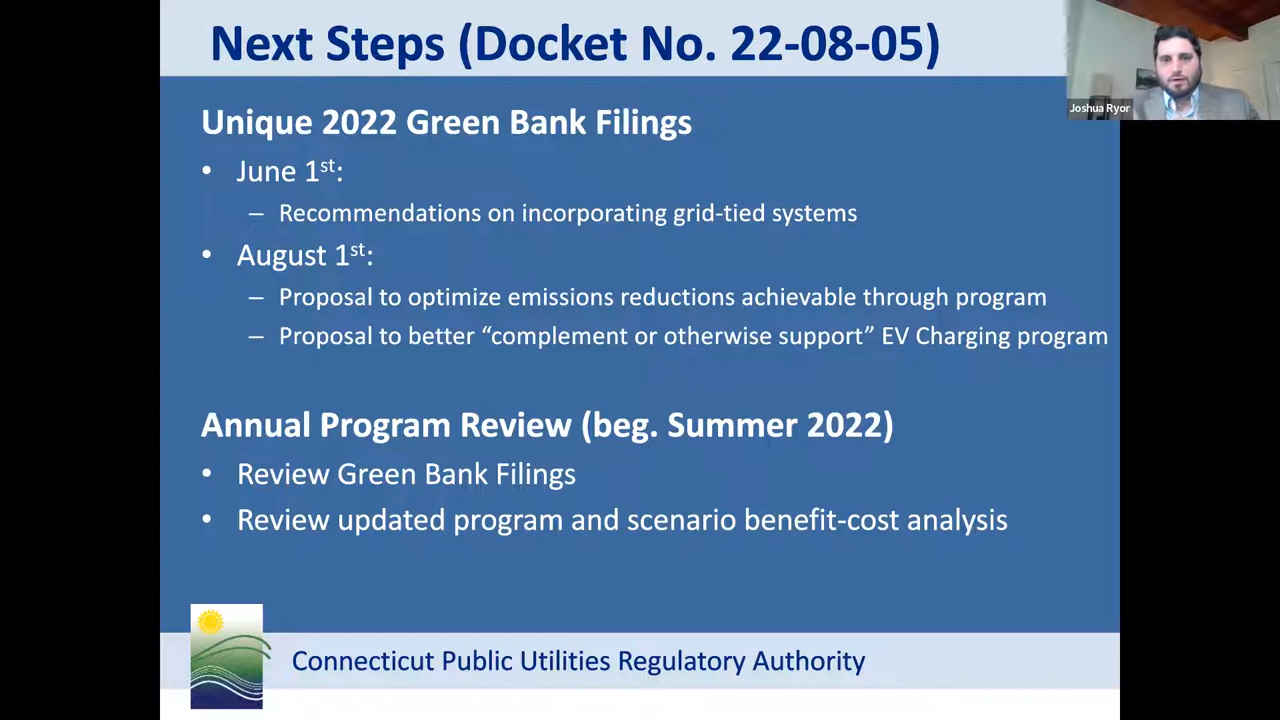 Next Steps (Docket No. 22-08-05)
Joshua Ryor
Unique 2022 Green Bank Filings
• June 1st:
– Recommendations on incorporating grid-tied systems
• August 1st:
– Proposal to optimize emissions reductions achievable through program
– Proposal to better “complement or otherwise support” EV Charging program
Annual Program Review (beg. Summer 2022)
• Review Green Bank Filings
• Review updated program and scenario benefit-cost analysis
Connecticut Public Utilities Regulatory Authority